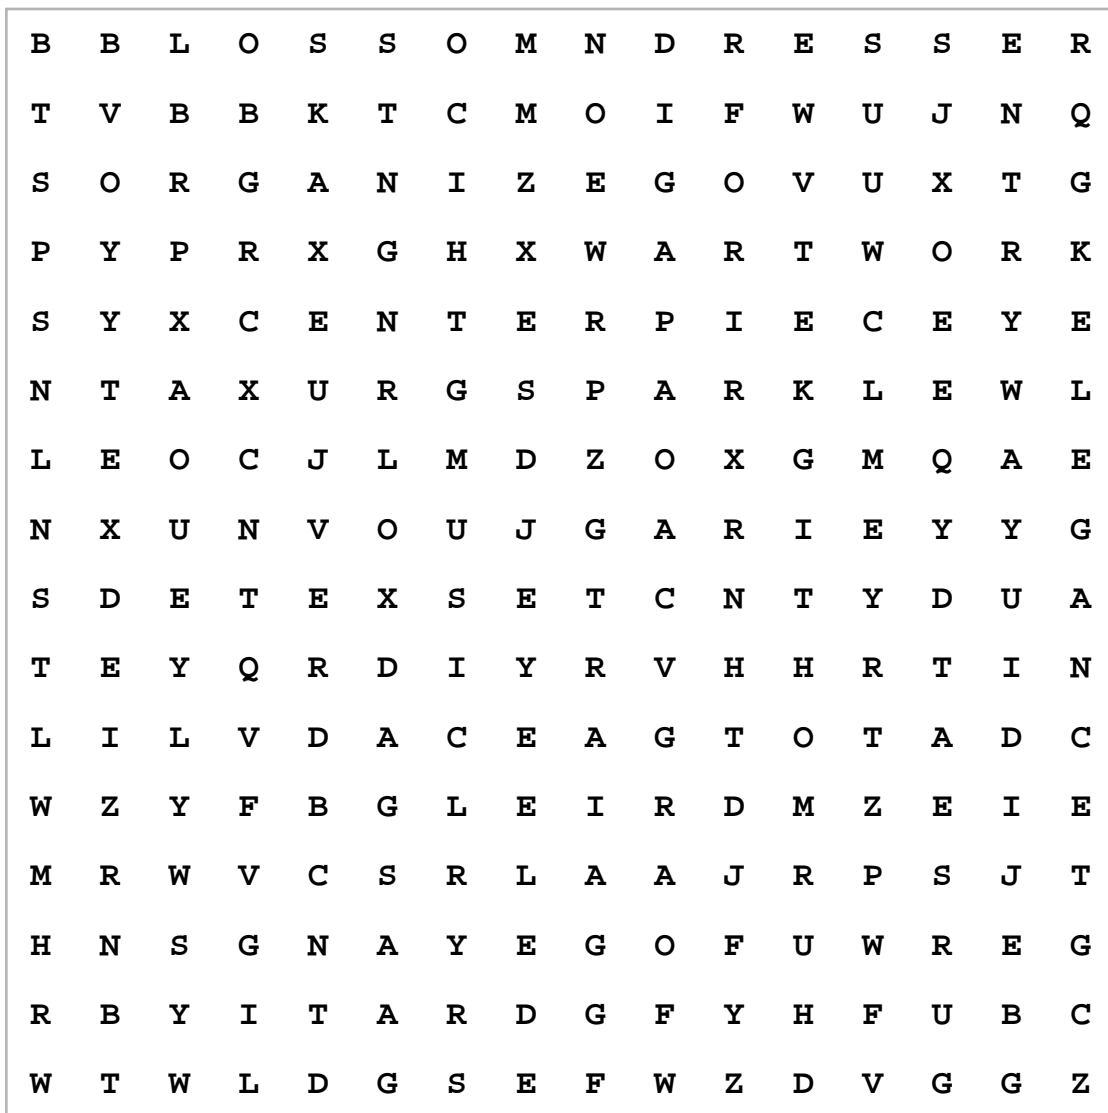 B B L O S S O M N D R E S S E R
T V B B K T C M O I F W U J N Q
S O R G A N I Z E G O V U X T G
P Y P R X G H X W A R T W O R K
S Y X C E N T E R P I E C E Y E
N T A X U R G S P A R K L E W L
L E O C J L M D Z O X G M Q A E
N X U N V O U J G A R I E Y Y G
S D E T E X S E T C N T Y D U A
T E Y Q R D I Y R V H H R T I N
L I L V D A C E A G T O T A D C
W Z Y F B G L E I R D M Z E I E
M R W V C S R L A A J R P S J T
H N S G N A Y E G O F U W R E G
R B Y I T A R D G F Y H F U B C
W T W L D G S E F W Z D V G G Z